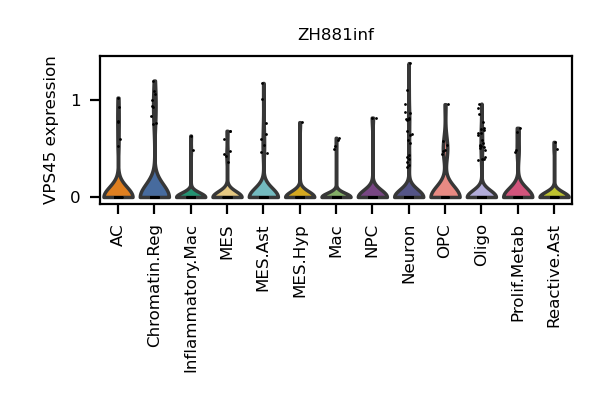 ZH881inf
VPS45 expression
1
0
AC
Chromatin.Reg
Inflammatory.Mac
MES
MES.Ast
MES.Hyp
Mac
NPC
Neuron
OPC
Oligo
Prolif.Metab
Reactive.Ast